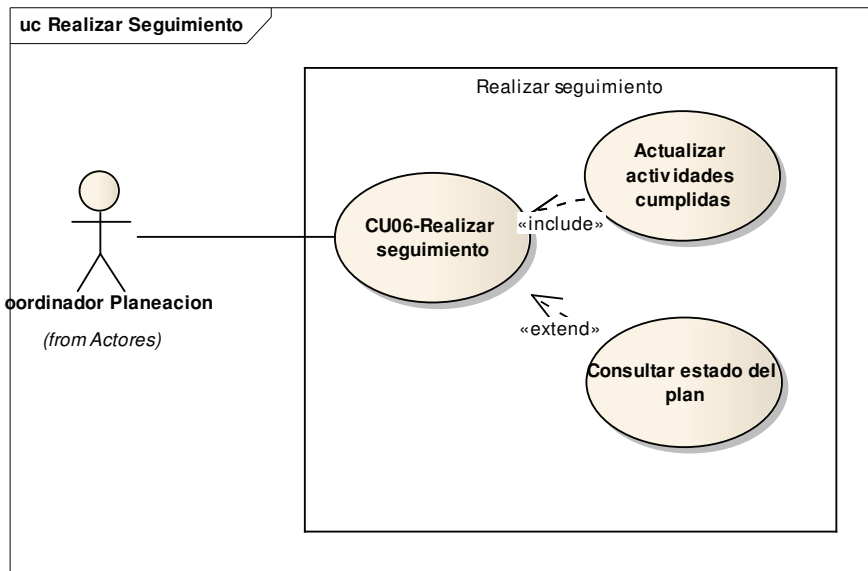 uc Realizar Seguimiento
Realizar seguimiento
Actualizar
actividades
cumplidas
CU06-Realizar
seguimiento
«include»
oordinador Planeacion
(from Actores)
«extend»
Consultar estado del
plan